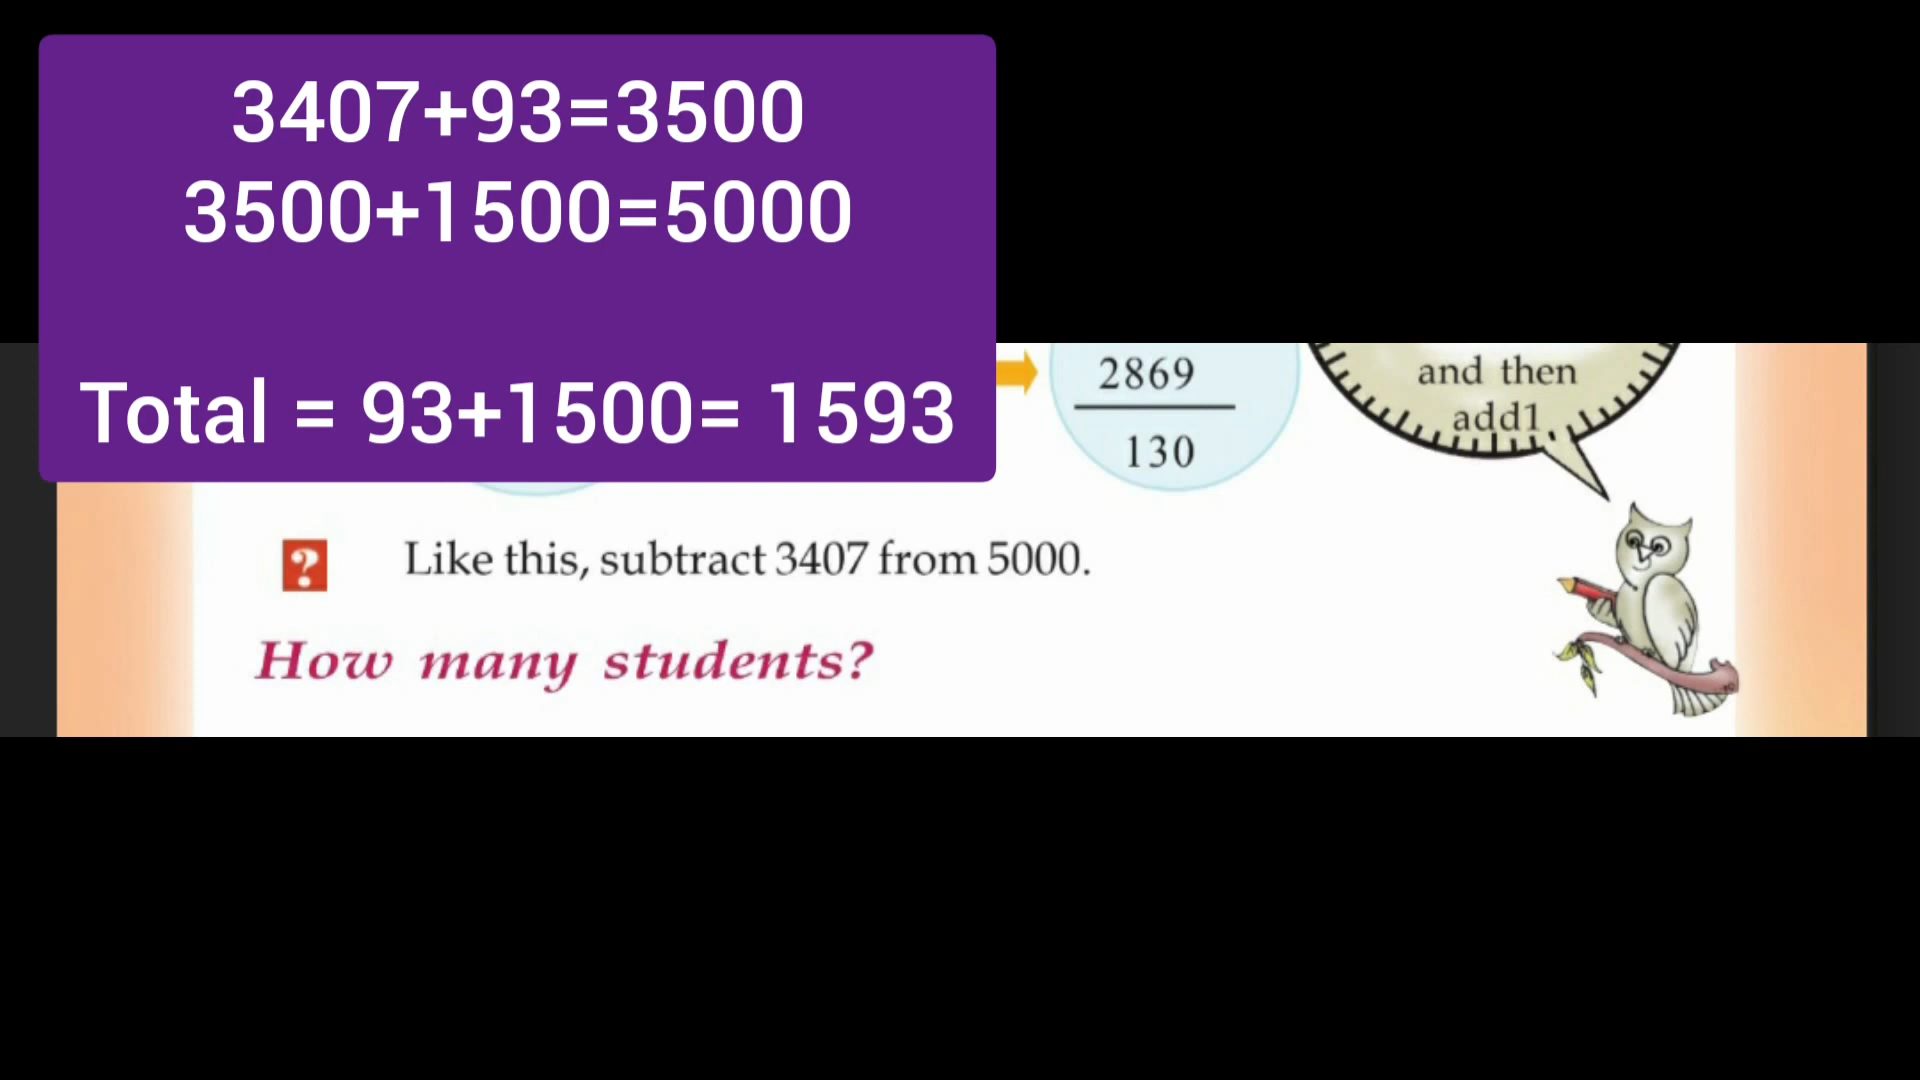 3407+93=3500
3500+1500=5000
Total = 93+1500= 1593
2869
130
and then
add1.
? Like this, subtract 3407 from 5000.
How many students?